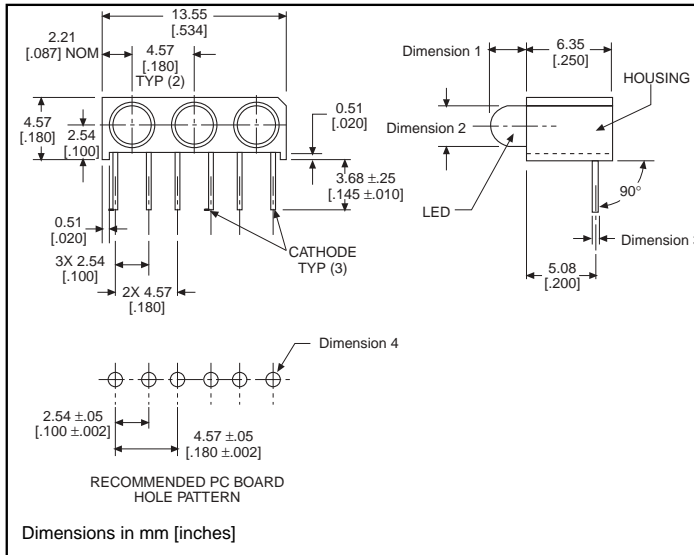 13.55
[.534]
2.21
[.087] NOM
4.57
[.180]
TYP (2)
4.57
[.180]
2.54
[.100]
0.51
[.020]
3.68 ±.25
[.145 ±.010]
0.51
[.020]
3X 2.54
[.100]
2X 4.57
[.180]
CATHODE
TYP (3)
Dimension 1
6.35
[.250]
HOUSING
Dimension 2
LED
90°
Dimension 3
5.08
[.200]
Dimension 4
2.54 ±.05
[.100 ±.002]
4.57 ±.05
[.180 ±.002]
RECOMMENDED PC BOARD
HOLE PATTERN
Dimensions in mm [inches]